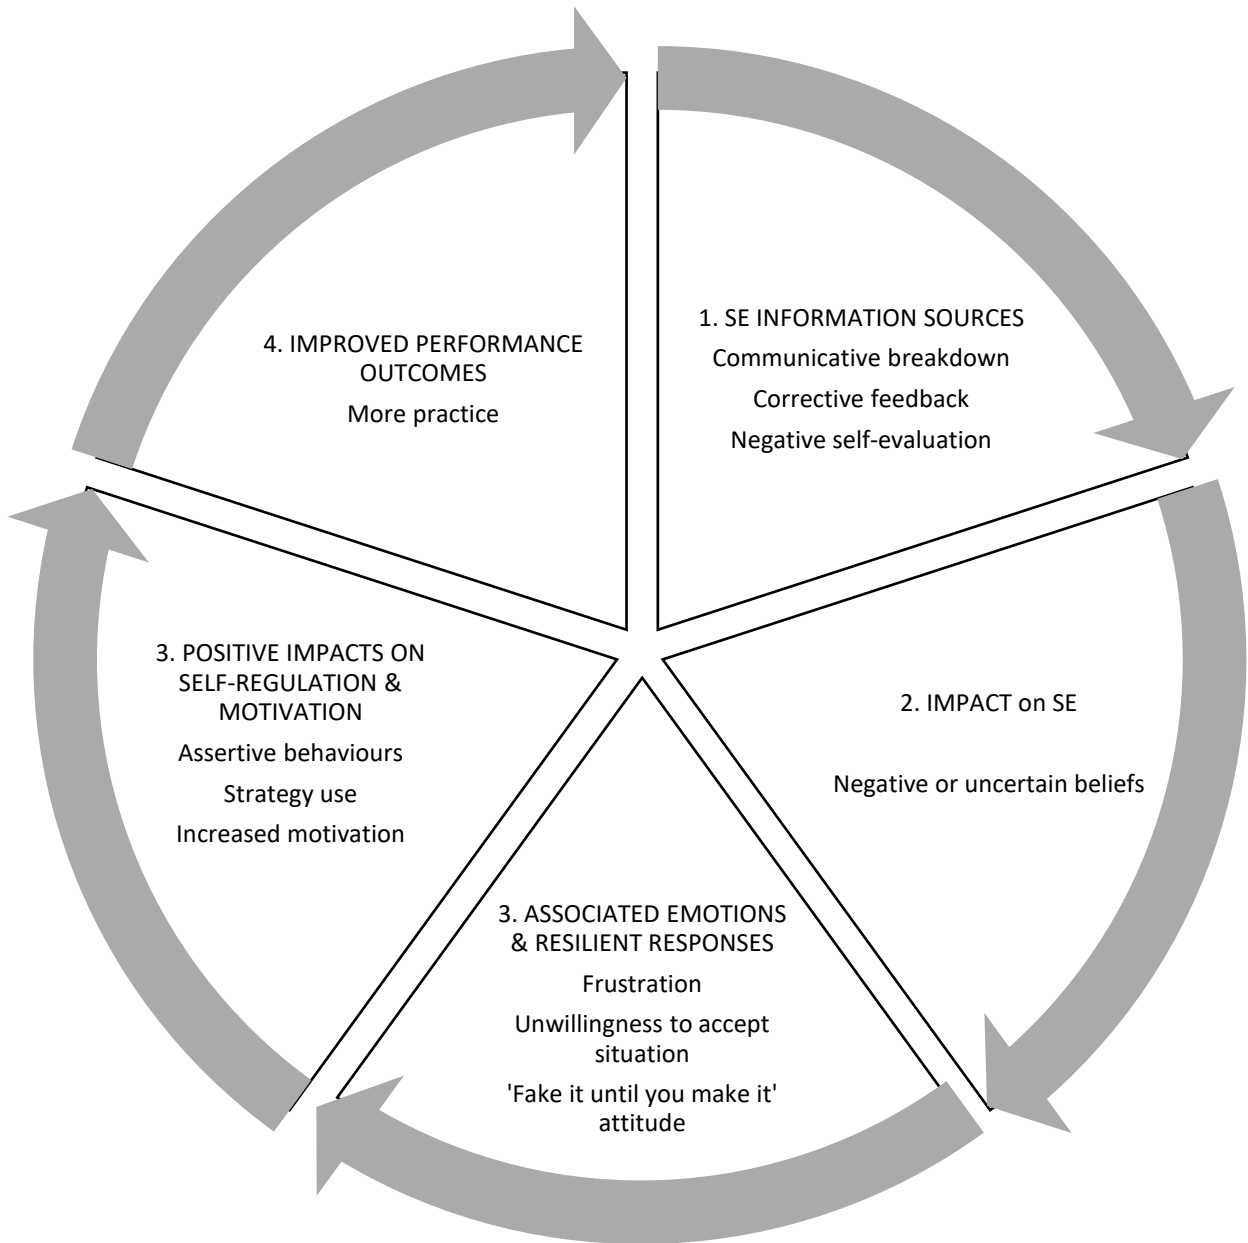 1. SE INFORMATION SOURCES
Communicative breakdown
Corrective feedback
Negative self-evaluation
2. IMPACT on SE
Negative or uncertain beliefs
3. ASSOCIATED EMOTIONS
& RESILIENT RESPONSES
Frustration
Unwillingness to accept
situation
'Fake it until you make it'
attitude
3. POSITIVE IMPACTS ON
SELF-REGULATION &
MOTIVATION
Assertive behaviours
Strategy use
Increased motivation
4. IMPROVED PERFORMANCE
OUTCOMES
More practice